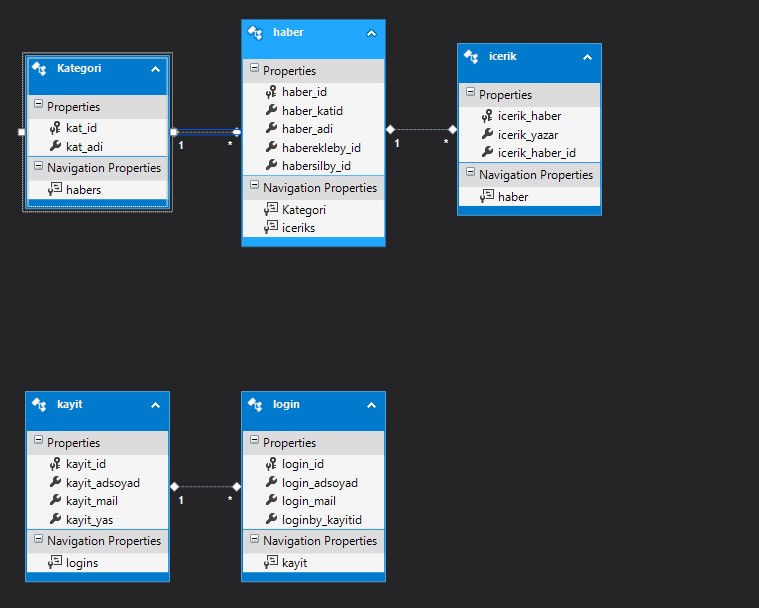 Kategori
Properties
kat_id
kat_adi
Navigation Properties
habers
1
*
haber
Properties
haber_id
haber_katid
haber_adi
haberekleby_id
habersilby_id
Navigation Properties
Kategori
iceriks
1
*
icerik
Properties
icerik_haber
icerik_yazar
icerik_haber_id
Navigation Properties
haber
kayit
Properties
kayit_id
kayit_adsoyad
kayit_mail
kayit_yas
Navigation Properties
logins
1
*
login
Properties
login_id
login_adsoyad
login_mail
loginby_kayitid
Navigation Properties
kayit